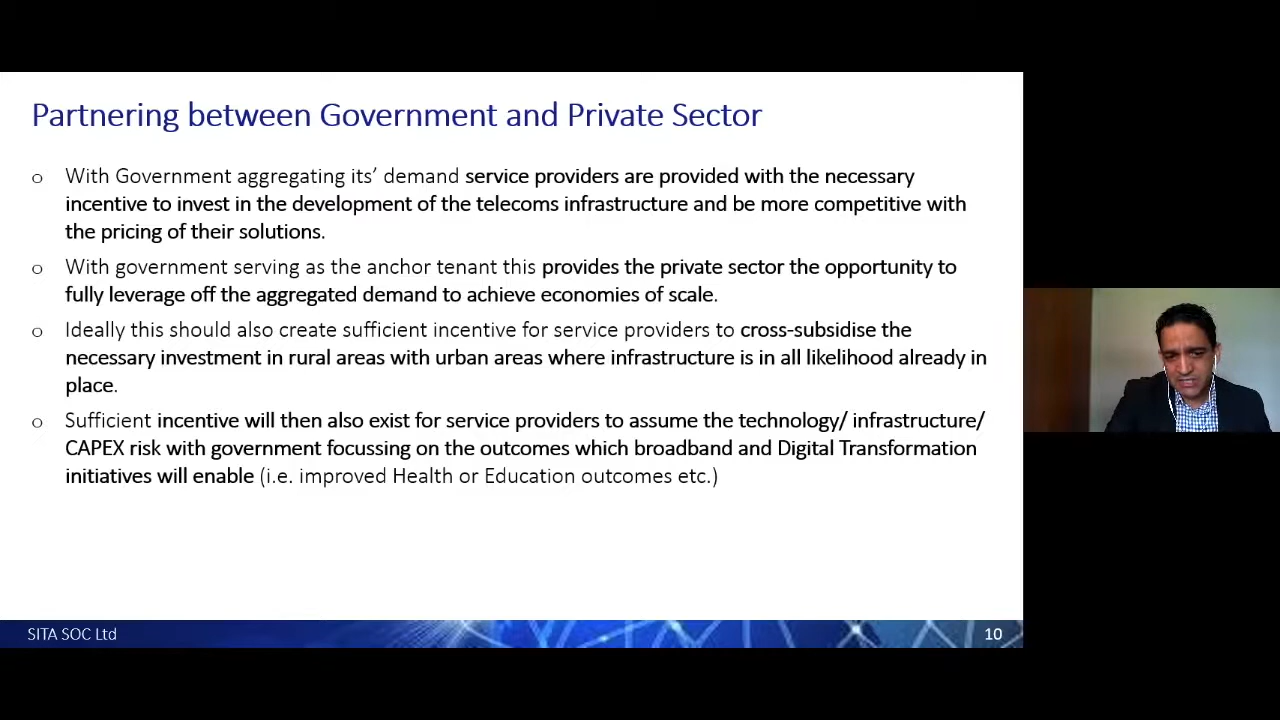 Partnering between Government and Private Sector
o With Government aggregating its’ demand service providers are provided with the necessary
incentive to invest in the development of the telecoms infrastructure and be more competitive with
the pricing of their solutions.
o With government serving as the anchor tenant this provides the private sector the opportunity to
fully leverage off the aggregated demand to achieve economies of scale.
o Ideally this should also create sufficient incentive for service providers to cross-subsidise the
necessary investment in rural areas with urban areas where infrastructure is in all likelihood already in
place.
o Sufficient incentive will then also exist for service providers to assume the technology/ infrastructure/
CAPEX risk with government focussing on the outcomes which broadband and Digital Transformation
initiatives will enable (i.e. improved Health or Education outcomes etc.)
SITA SOC Ltd
10